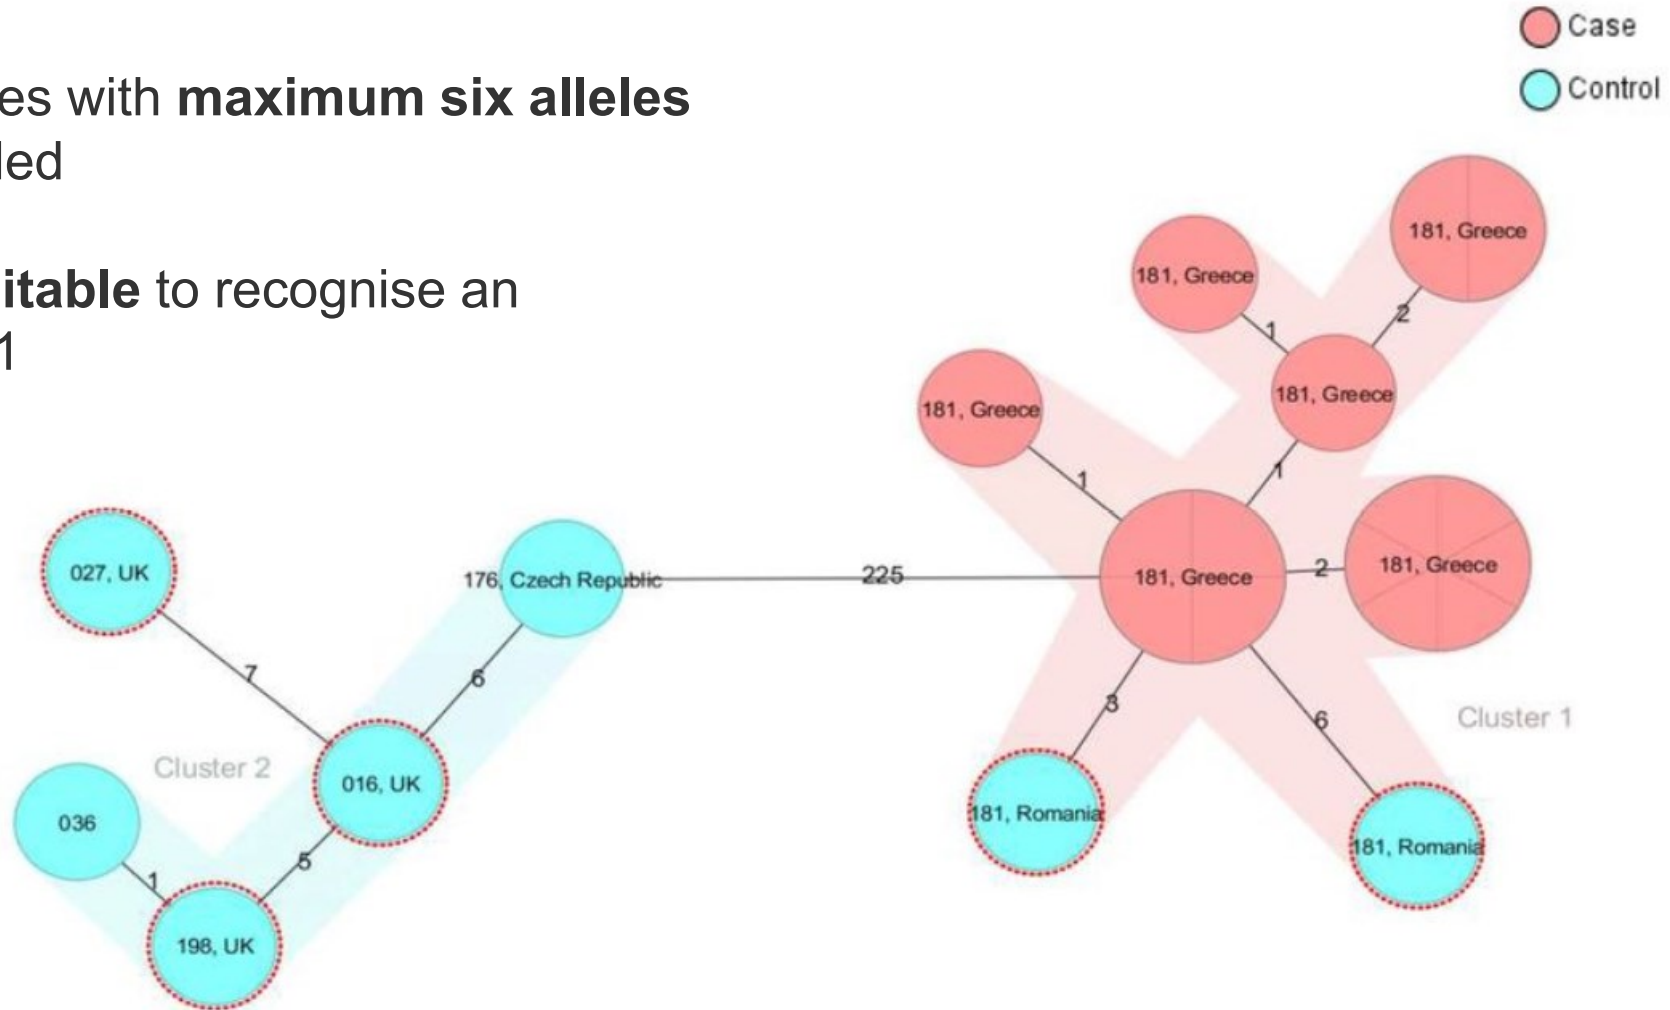 Case
Control
es with maximum six alleles
led
itable to recognise an
1
181, Greece
181, Greece
2
1
181, Greece
181, Greece
1
1
027, UK
176, Czech Republic
225
181, Greece
2
181, Greece
7
6
3
6
Cluster 1
Cluster 2
016, UK
036
181, Romania
181, Romania
5
1
198, UK